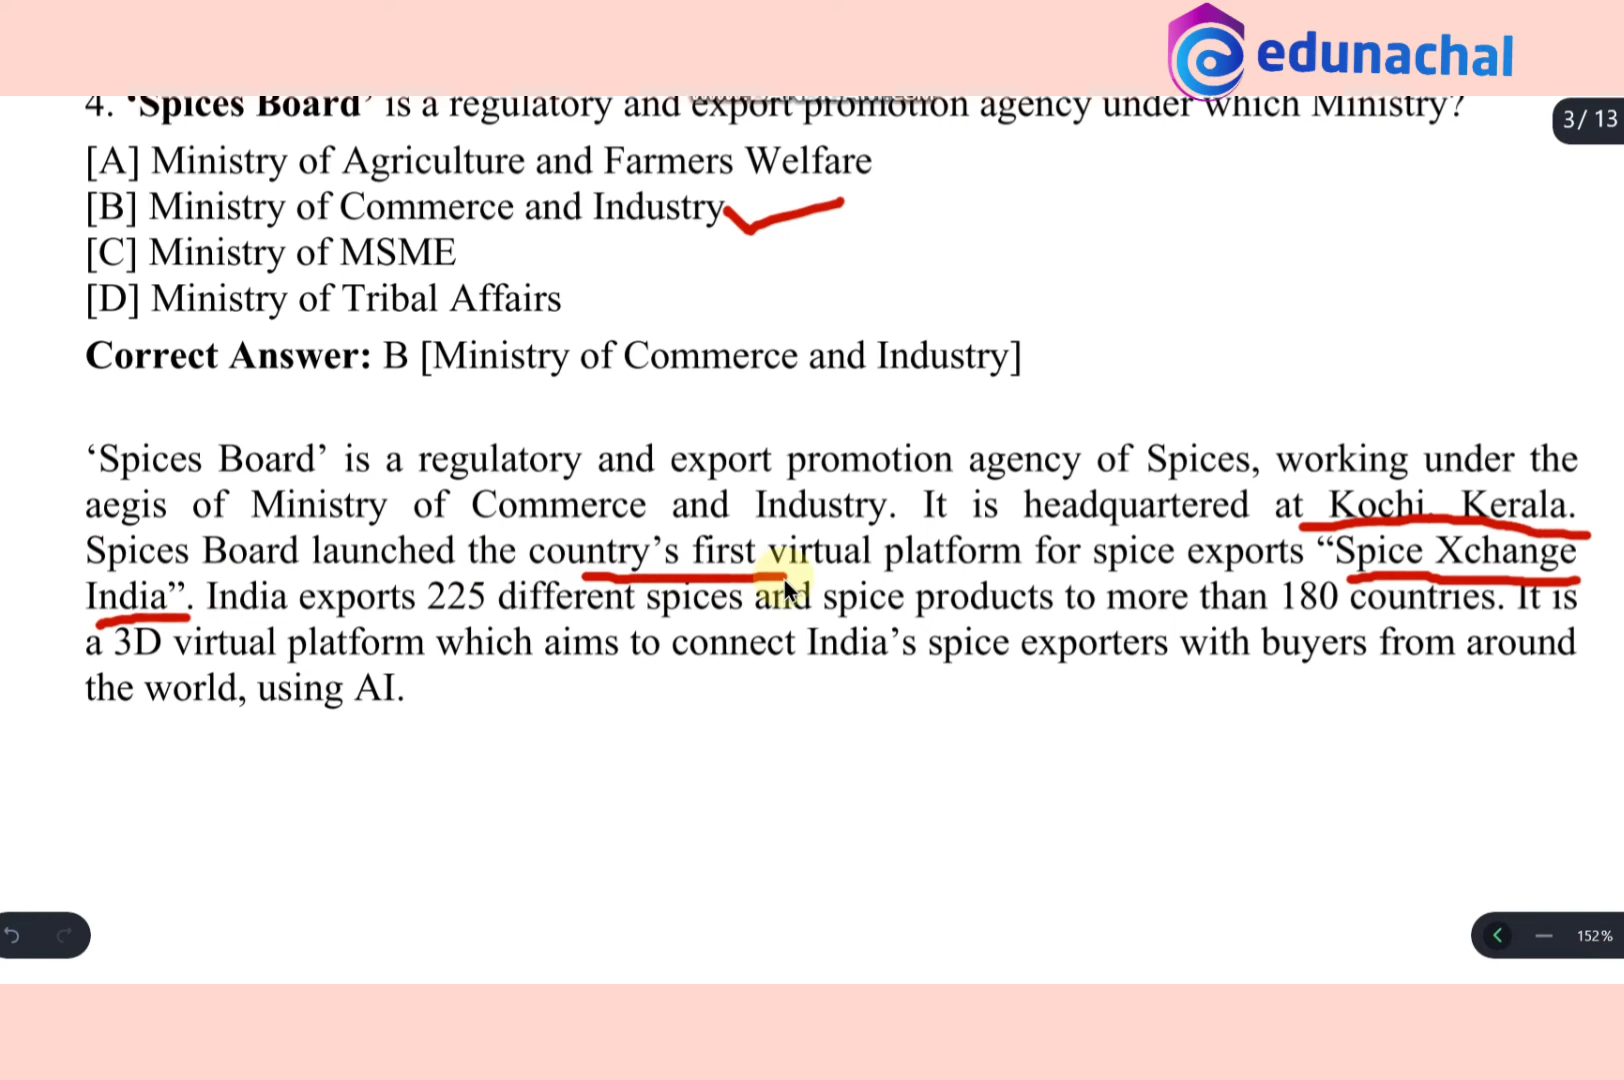 edunachal
4. ‘Spices Board’ is a regulatory and export promotion agency under which Ministry?
3/ 13
[A] Ministry of Agriculture and Farmers Welfare
[B] Ministry of Commerce and Industry
[C] Ministry of MSME
[D] Ministry of Tribal Affairs
Correct Answer: B [Ministry of Commerce and Industry]
‘Spices Board’ is a regulatory and export promotion agency of Spices, working under the
aegis of Ministry of Commerce and Industry. It is headquartered at Kochi, Kerala.
Spices Board launched the country’s first virtual platform for spice exports “Spice Xchange
India”. India exports 225 different spices and spice products to more than 180 countries. It is
a 3D virtual platform which aims to connect India’s spice exporters with buyers from around
the world, using AI.
152%